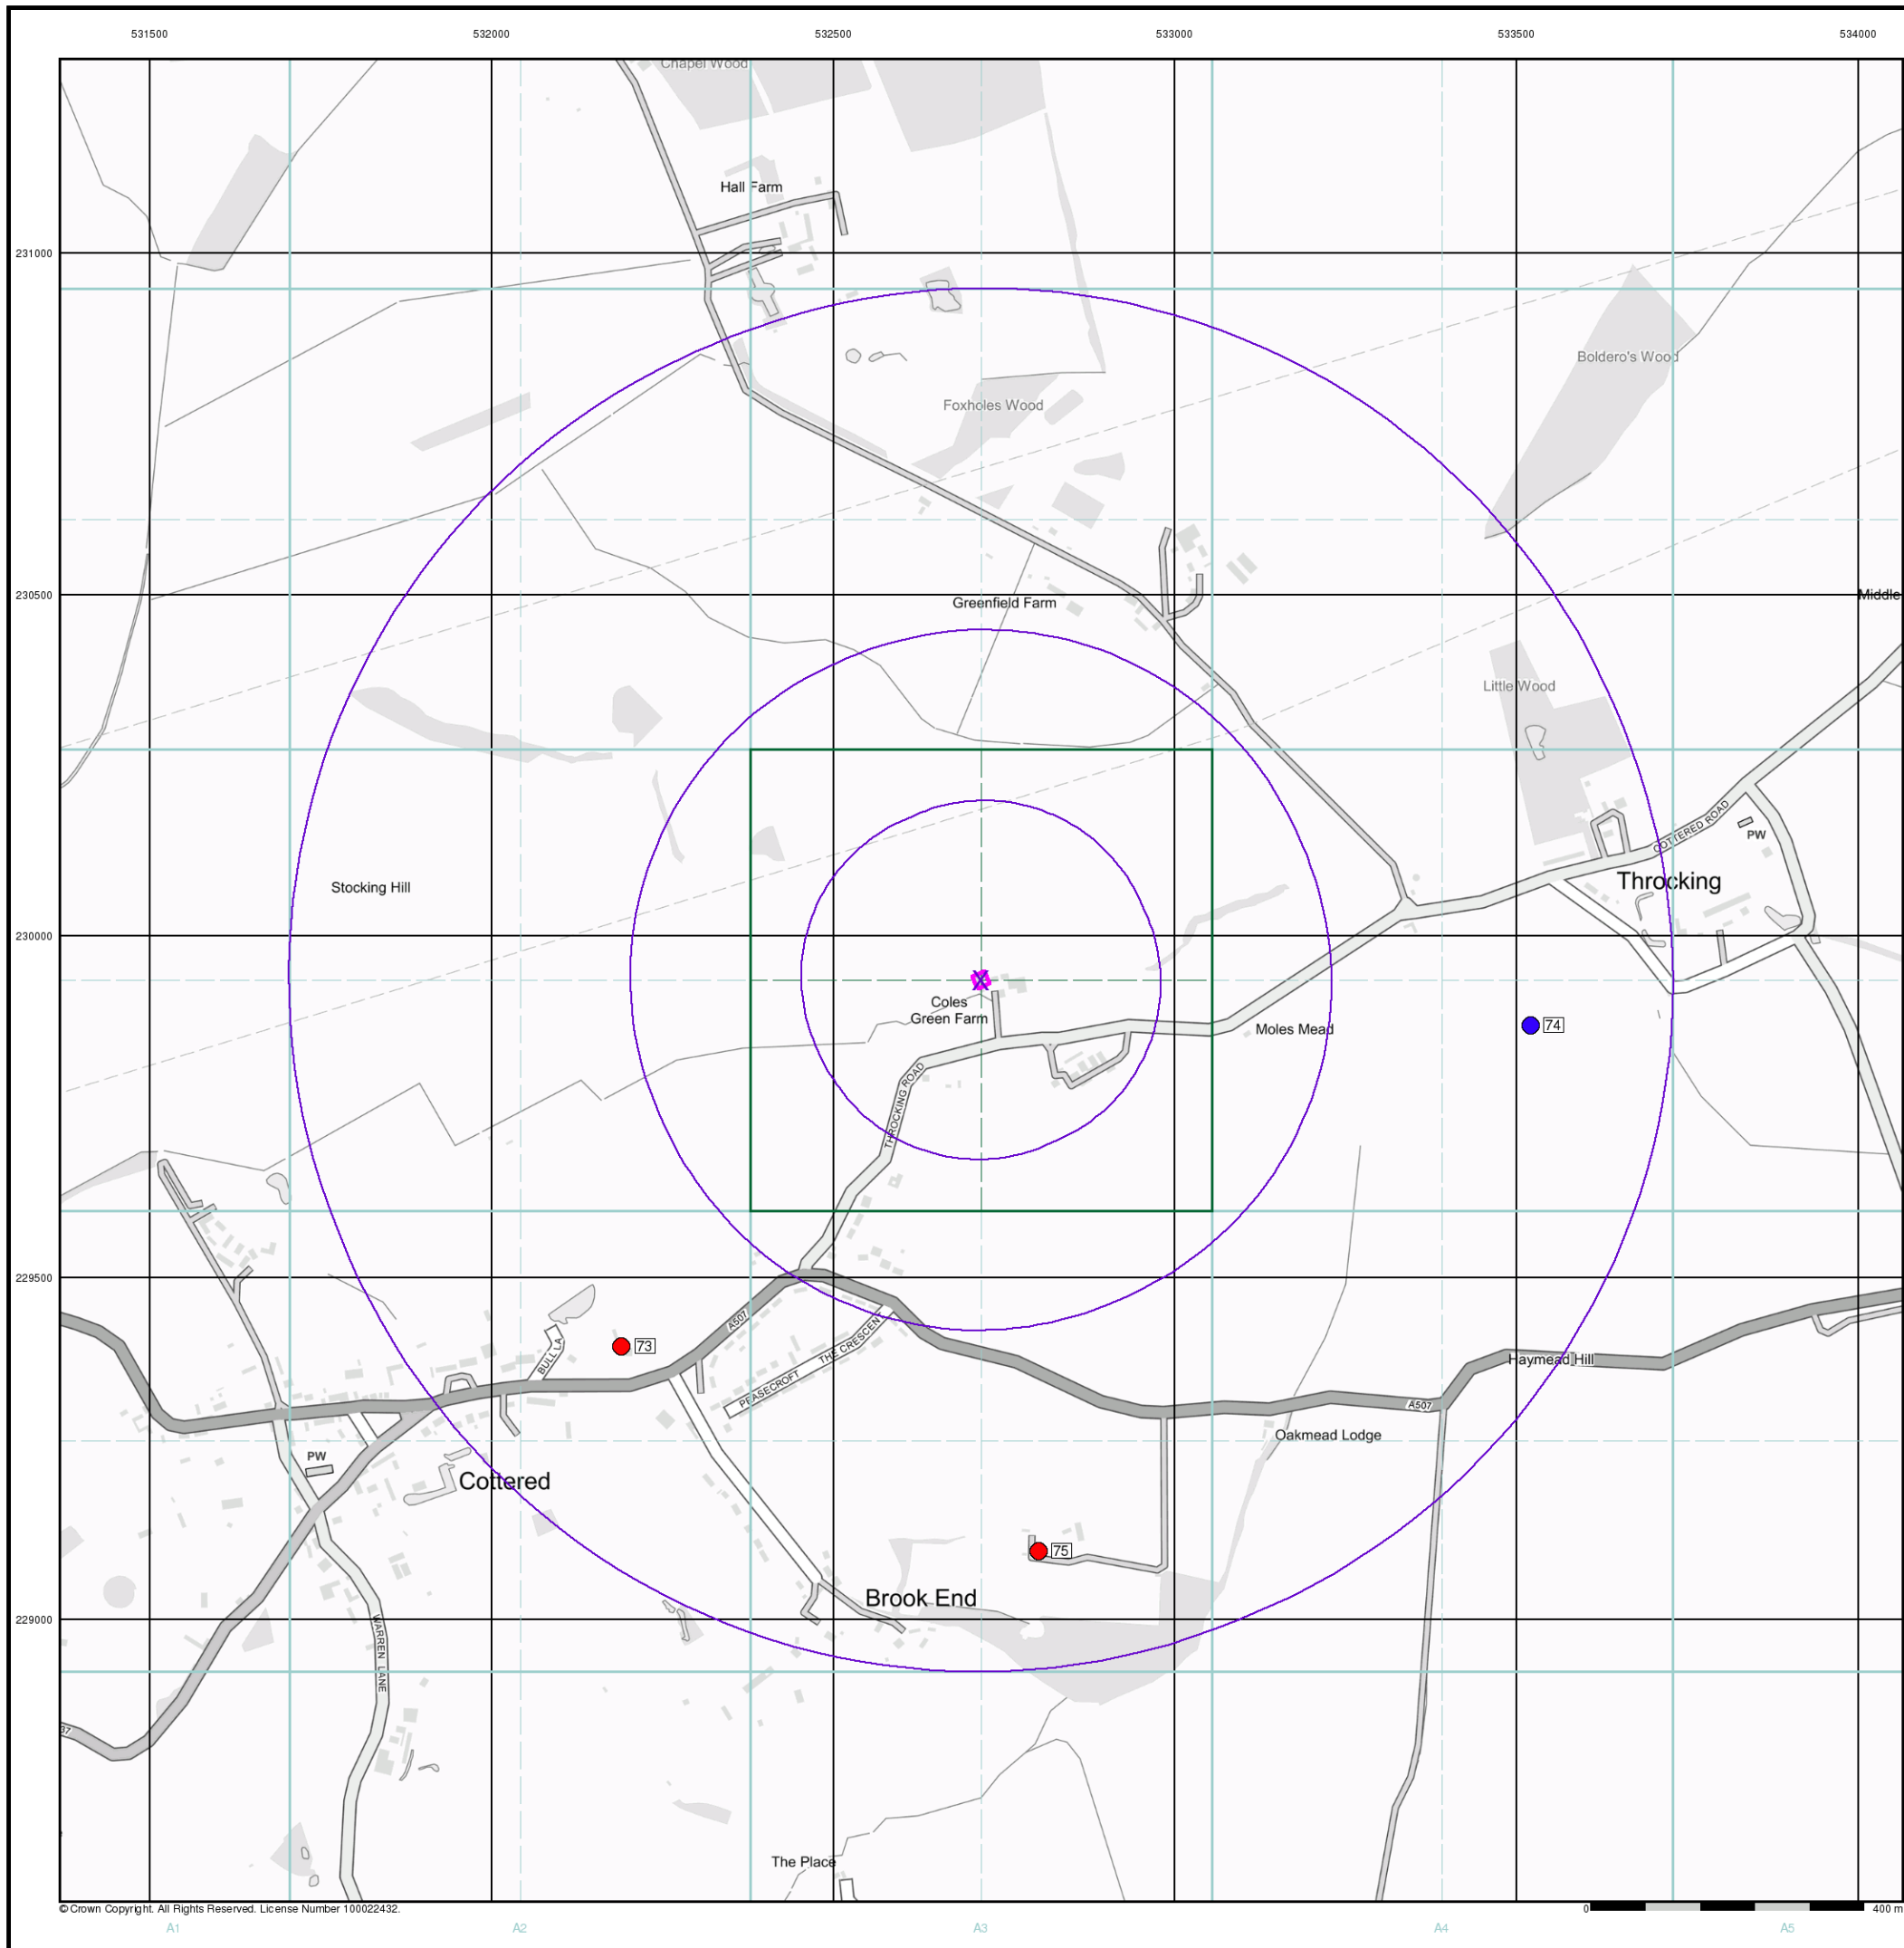 531500 532000 532500 533000 533500 534000
Chapel Wood
Hall Farm
231000
Boldero's Wood
Foxholes Wood
230500
Greenfield Farm
Middle
Little Wood
COTTERED ROAD
PW
Throcking
Stocking Hill
230000
X
Coles
Green Farm
Moles Mead
74
THROCKING ROAD
229500
A507
THE CRESCENT
BULL LA
73
PEASECROFT
Haymead Hill
A507
Oakmead Lodge
PW
Cottered
75
Brook End
229000
WARREN LANE
37
The Place
© Crown Copyright. All Rights Reserved. License Number 100022432.
0 400 m
A1 A2 A3 A4 A5